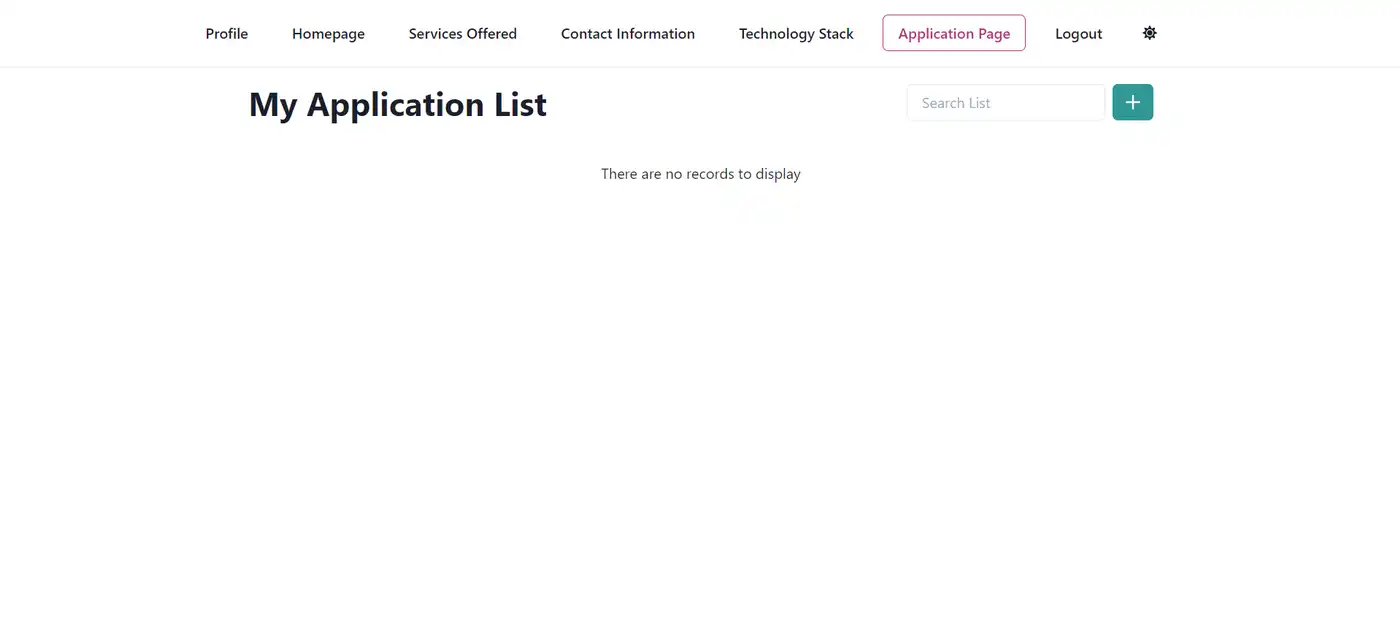 Profile Homepage Services Offered Contact Information Technology Stack Application Page Logout
My Application List Search List
There are no records to display